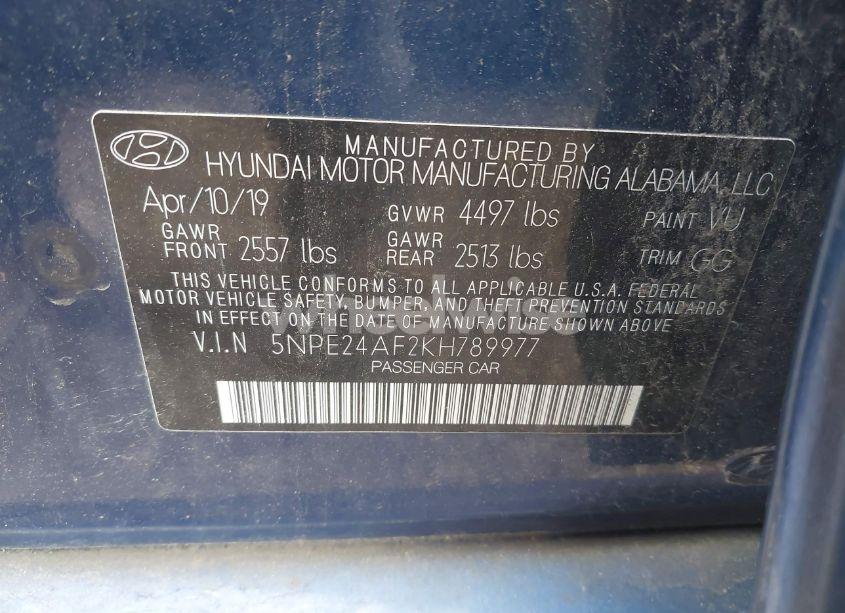 MANUFACTURED BY
HYUNDAI MOTOR MANUFACTURING ALABAMA, LLC
Apr/10/19 GVWR 4497 lbs PAINT VU
GAWR FRONT 2557 lbs GAWR REAR 2513 lbs TRIM GG
THIS VEHICLE CONFORMS TO ALL APPLICABLE U.S.A. FEDERAL
MOTOR VEHICLE SAFETY, BUMPER, AND THEFT PREVENTION STANDARDS
IN EFFECT ON THE DATE OF MANUFACTURE SHOWN ABOVE
V.I.N 5NPE24AF2KH789977
PASSENGER CAR